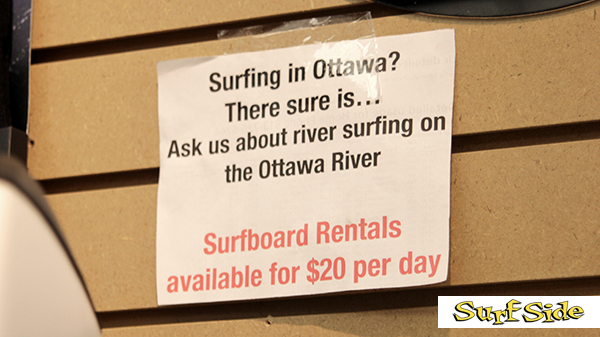 Surfing in Ottawa?
There sure is...
Ask us about river surfing on
the Ottawa River
Surfboard Rentals
available for $20 per day
Surf Side